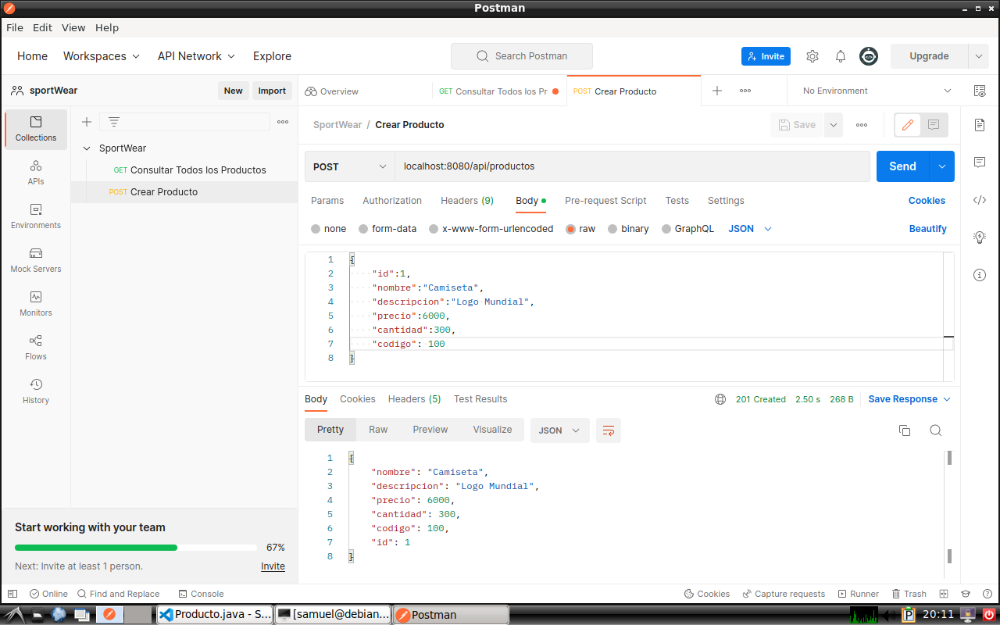 Postman
File Edit View Help
Home Workspaces API Network Explore Search Postman Invite Upgrade
sportWear New Import Overview GET Consultar Todos los Pr POST Crear Producto No Environment
Collections
APIs
Environments
Mock Servers
Monitors
Flows
History
SportWear
GET Consultar Todos los Productos
POST Crear Producto
Start working with your team
67%
Next: Invite at least 1 person. Invite
SportWear / Crear Producto Save
POST localhost:8080/api/productos Send
Params Authorization Headers (9) Body Pre-request Script Tests Settings Cookies
none form-data x-www-form-urlencoded raw binary GraphQL JSON Beautify
1 {
2 "id":1,
3 "nombre":"Camiseta",
4 "descripcion":"Logo Mundial",
5 "precio":6000,
6 "cantidad":300,
7 "codigo": 100
8 }
Body Cookies Headers (5) Test Results 201 Created 2.50 s 268 B Save Response
Pretty Raw Preview Visualize JSON
1 {
2 "nombre": "Camiseta",
3 "descripcion": "Logo Mundial",
4 "precio": 6000,
5 "cantidad": 300,
6 "codigo": 100,
7 "id": 1
8 }
Online Find and Replace Console Cookies Capture requests Runner Trash
Producto.java - S... [samuel@debian... Postman 20:11